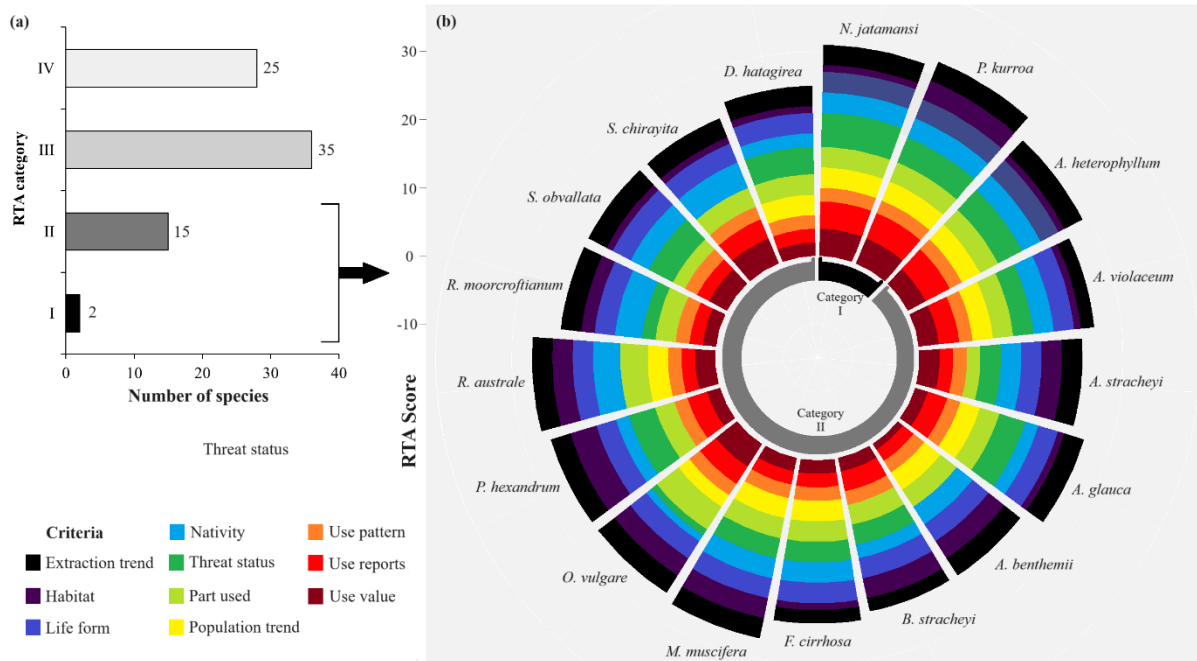 (a)
IV
III
II
I
25
35
15
2
RTA category
0
10
20
30
40
Number of species
Threat status
(b)
30
20
10
0
-10
RTA Score
N. jatamansi
P. kurroa
A. heterophyllum
A. violaceum
A. stracheyi
A. glauca
A. benthemii
B. stracheyi
F. cirrhosa
M. muscifera
O. vulgare
P. hexandrum
R. australe
R. moorcroftianum
S. obvallata
S. chirayita
D. hatagirea
Category
I
Category
II
Criteria
Extraction trend
Habitat
Life form
Nativity
Threat status
Part used
Population trend
Use pattern
Use reports
Use value